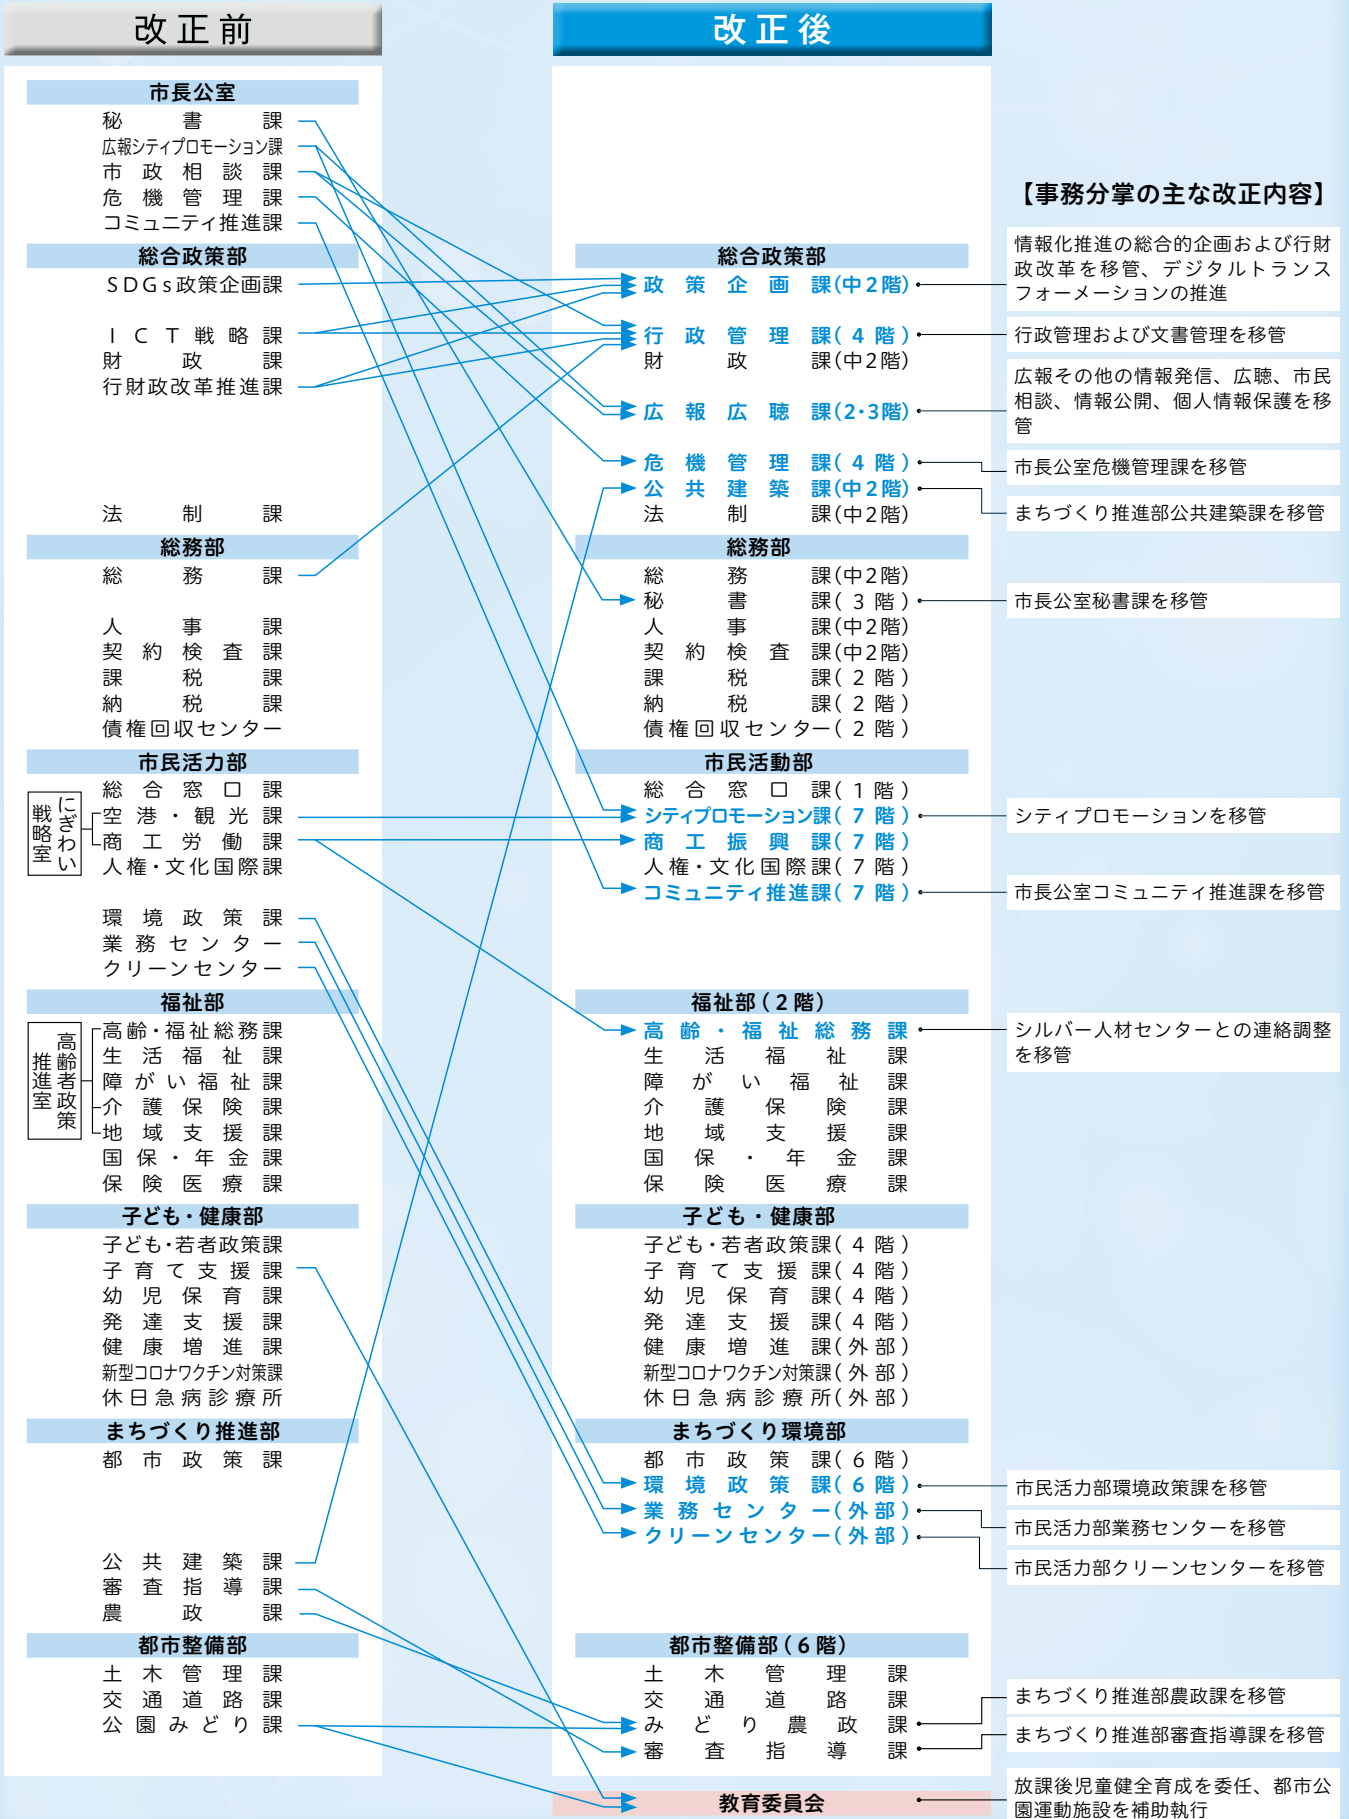 改正前
市長公室
秘書課
広報シティプロモーション課
市政相談課
危機管理課
コミュニティ推進課
総合政策部
SDGs政策企画課
ICT戦略課
財政課
行財政改革推進課
法制課
総務部
総務課
人事課
契約検査課
課税課
納税課
債権回収センター
市民活力部
にぎわい
戦略室
総合窓口課
空港・観光課
商工労働課
人権・文化国際課
環境政策課
業務センター
クリーンセンター
福祉部
高齢者政策
推進室
高齢・福祉総務課
生活福祉課
障がい福祉課
介護保険課
地域支援課
国保・年金課
保険医療課
子ども・健康部
子ども・若者政策課
子育て支援課
幼児保育課
発達支援課
健康増進課
新型コロナワクチン対策課
休日急病診療所
まちづくり推進部
都市政策課
公共建築課
審査指導課
農政課
都市整備部
土木管理課
交通道路課
公園みどり課
改正後
総合政策部
政策企画課(中2階)
行政管理課(4階)
財政課(中2階)
広報広聴課(2・3階)
危機管理課(4階)
公共建築課(中2階)
法制課(中2階)
総務部
総務課(中2階)
秘書課(3階)
人事課(中2階)
契約検査課(中2階)
課税課(2階)
納税課(2階)
債権回収センター(2階)
市民活動部
総合窓口課(1階)
シティプロモーション課(7階)
商工振興課(7階)
人権・文化国際課(7階)
コミュニティ推進課(7階)
福祉部(2階)
高齢・福祉総務課
生活福祉課
障がい福祉課
介護保険課
地域支援課
国保・年金課
保険医療課
子ども・健康部
子ども・若者政策課(4階)
子育て支援課(4階)
幼児保育課(4階)
発達支援課(4階)
健康増進課(外部)
新型コロナワクチン対策課(外部)
休日急病診療所(外部)
まちづくり環境部
都市政策課(6階)
環境政策課(6階)
業務センター(外部)
クリーンセンター(外部)
都市整備部(6階)
土木管理課
交通道路課
みどり農政課
審査指導課
教育委員会
【事務分掌の主な改正内容】
情報化推進の総合的企画および行財
政改革を移管、デジタルトランス
フォーメーションの推進
行政管理および文書管理を移管
広報その他の情報発信、広聴、市民
相談、情報公開、個人情報保護を移
管
市長公室危機管理課を移管
まちづくり推進部公共建築課を移管
市長公室秘書課を移管
シティプロモーションを移管
市長公室コミュニティ推進課を移管
シルバー人材センターとの連絡調整
を移管
市民活力部環境政策課を移管
市民活力部業務センターを移管
市民活力部クリーンセンターを移管
まちづくり推進部農政課を移管
まちづくり推進部審査指導課を移管
放課後児童健全育成を委任、都市公
園運動施設を補助執行